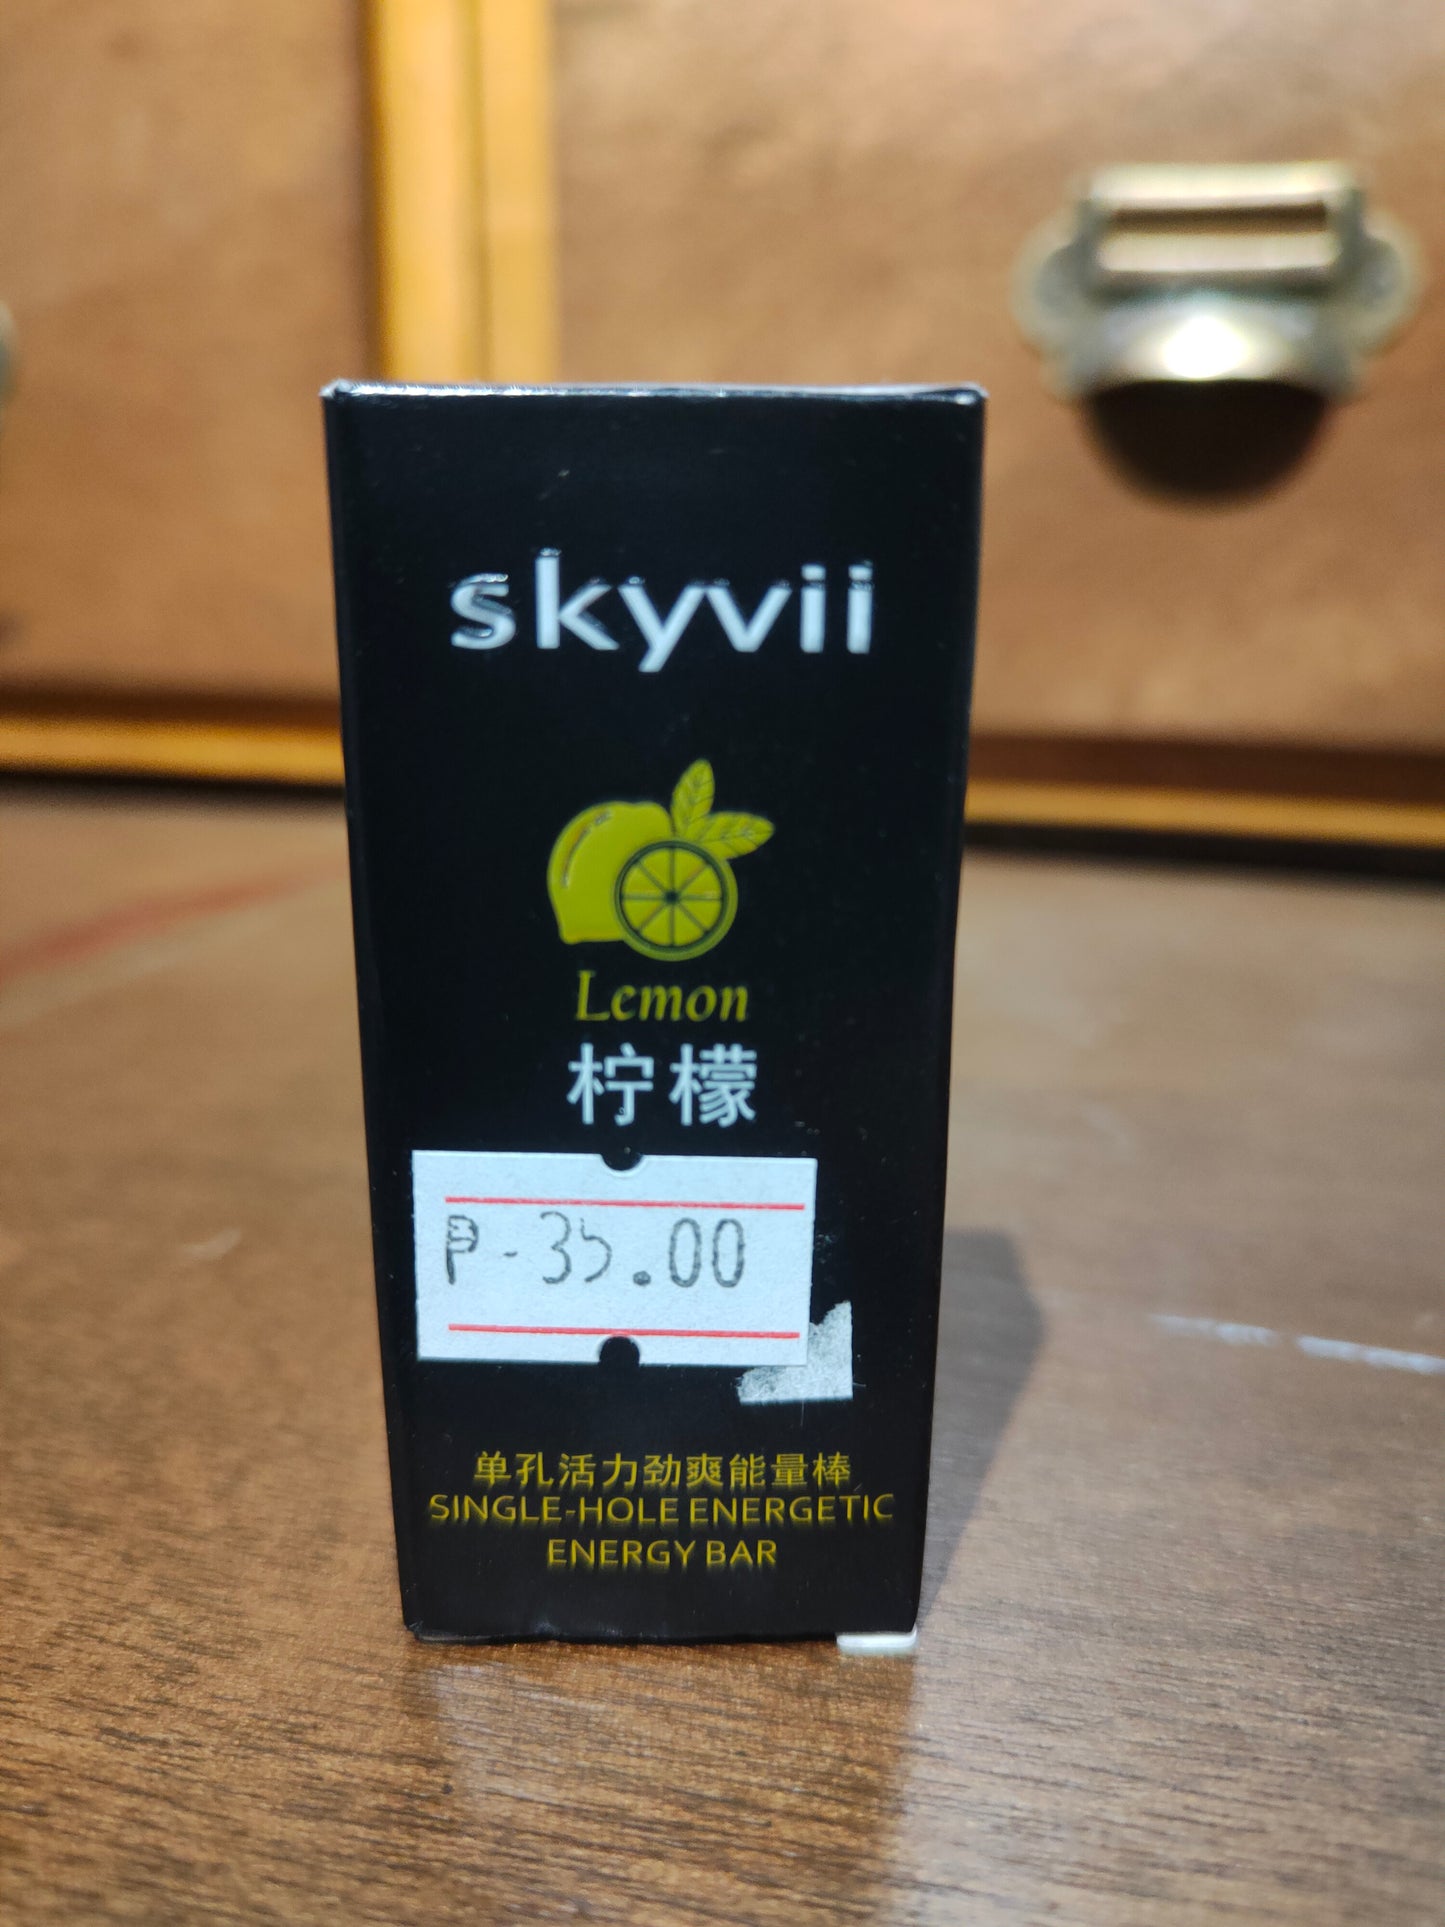 skyvii
Lemon
柠檬
₱-35.00
单孔活力劲爽能量棒
SINGLE-HOLE ENERGETIC
ENERGY BAR